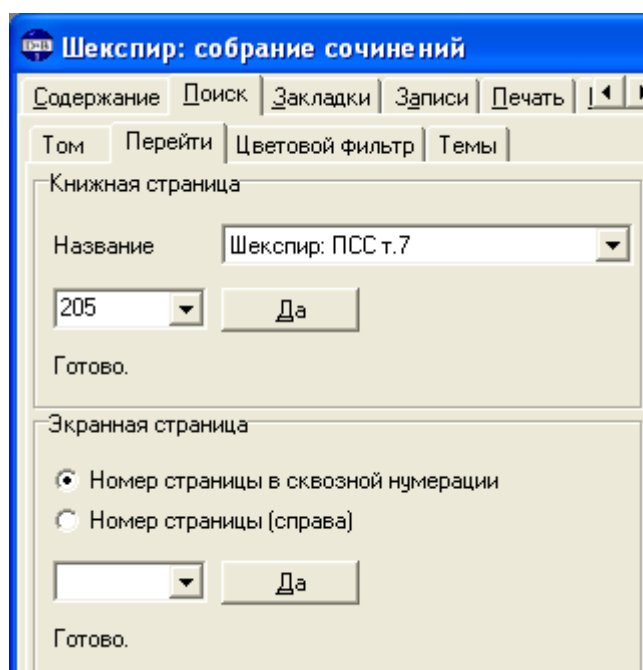 Шекспир: собрание сочинений
Содержание Поиск Закладки Записи Печать
Том Перейти Цветовой фильтр Темы
Книжная страница
Название Шекспир: ПСС т.7
205 Да
Готово.
Экранная страница
Номер страницы в сквозной нумерации
Номер страницы (справа)
Да
Готово.